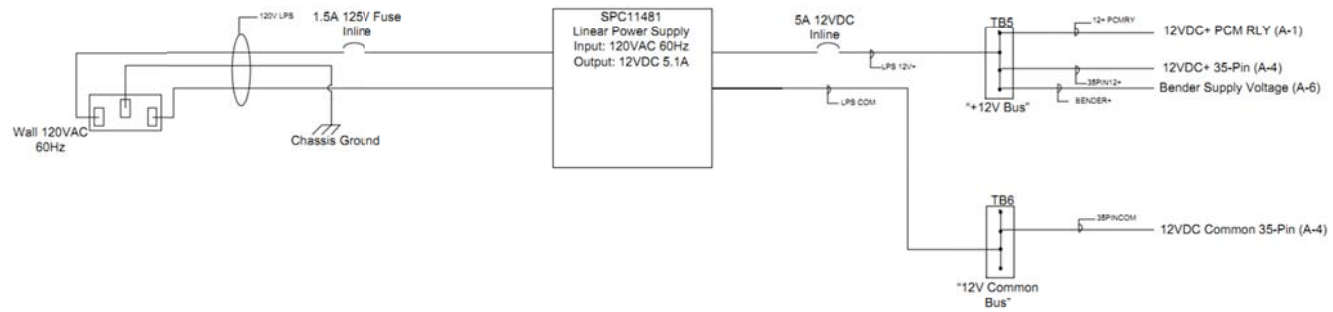 120V LPS
1.5A 125V Fuse
Inline
SPC11481
Linear Power Supply
Input: 120VAC 60Hz
Output: 12VDC 5.1A
5A 12VDC
Inline
LPS 12V+
LPS COM
TB5
"+12V Bus"
12+ PCMRY
12VDC+ PCM RLY (A-1)
12VDC+ 35-Pin (A-4)
35PIN12+
Bender Supply Voltage (A-6)
BENDER+
Wall 120VAC
60Hz
Chassis Ground
TB6
35PINCOM
12VDC Common 35-Pin (A-4)
"12V Common
Bus"